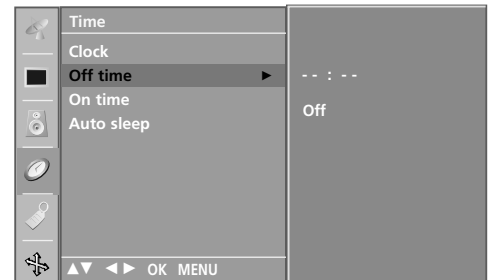 Time
Clock
Off time ►
On time
Auto sleep
▲▼ ◄► OK MENU
- - : - -
Off